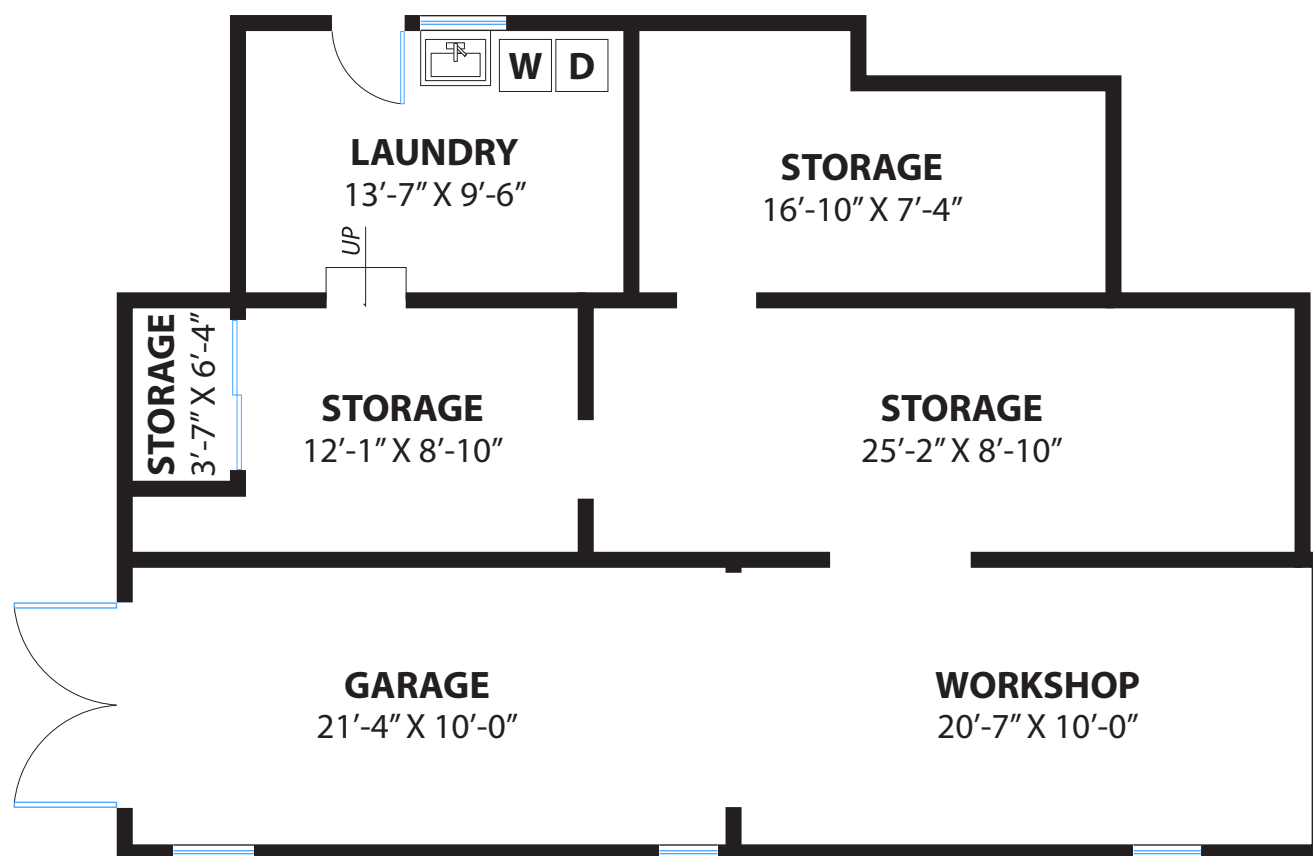 W D
LAUNDRY
13’-7” X 9’-6”
UP
STORAGE
16’-10” X 7’-4”
STORAGE
3’-7” X 6’-4”
STORAGE
12’-1” X 8’-10”
STORAGE
25’-2” X 8’-10”
GARAGE
21’-4” X 10’-0”
WORKSHOP
20’-7” X 10’-0”